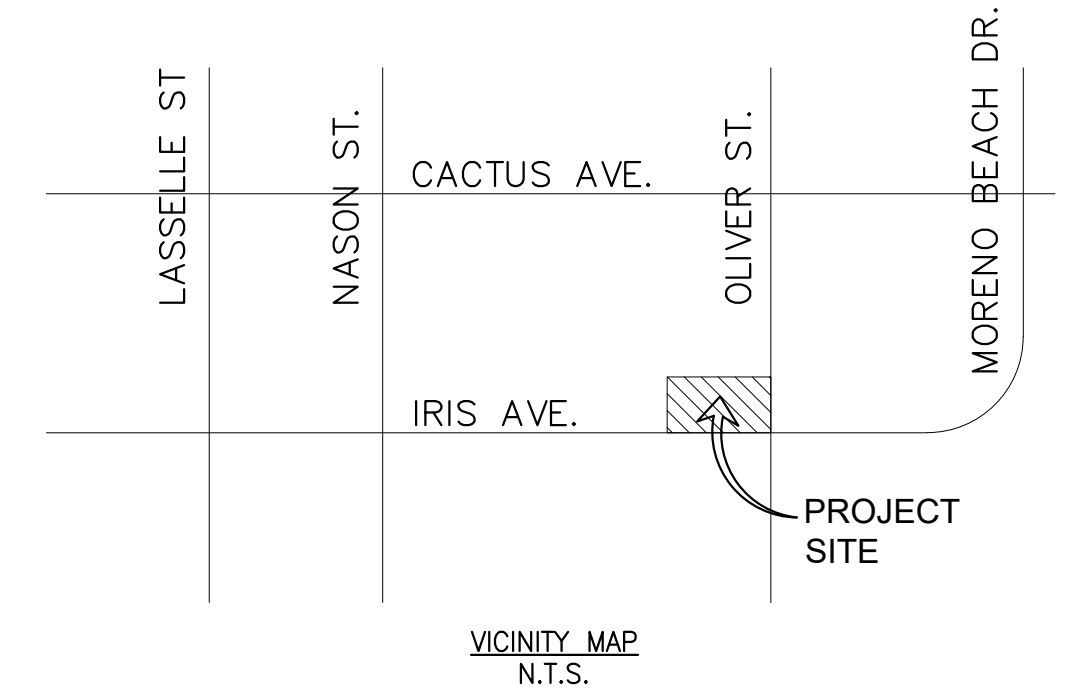 LASSELLE ST
NASON ST.
CACTUS AVE.
OLIVER ST.
MORENO BEACH DR.
IRIS AVE.
PROJECT
SITE
VICINITY MAP
N.T.S.